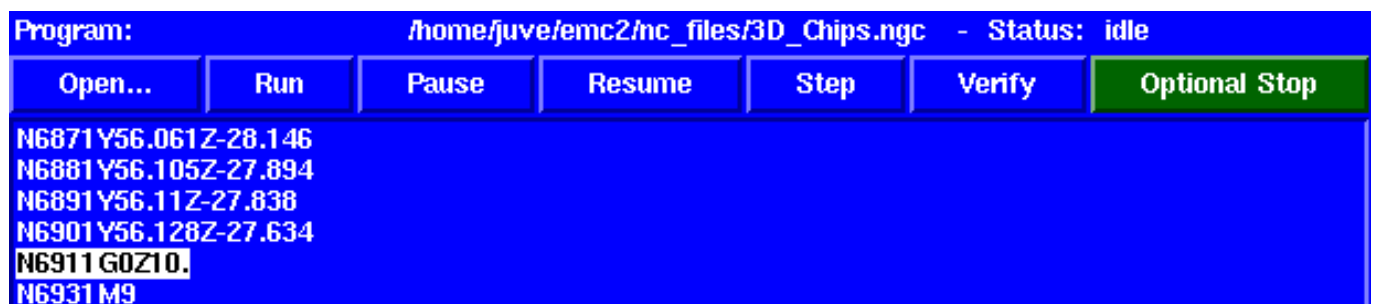 Program: /home/juve/emc2/nc_files/3D_Chips.ngc - Status: idle
Open... Run Pause Resume Step Verify Optional Stop
N6871Y56.061Z-28.146
N6881Y56.105Z-27.894
N6891Y56.11Z-27.838
N6901Y56.128Z-27.634
N6911G0Z10.
N6931M9